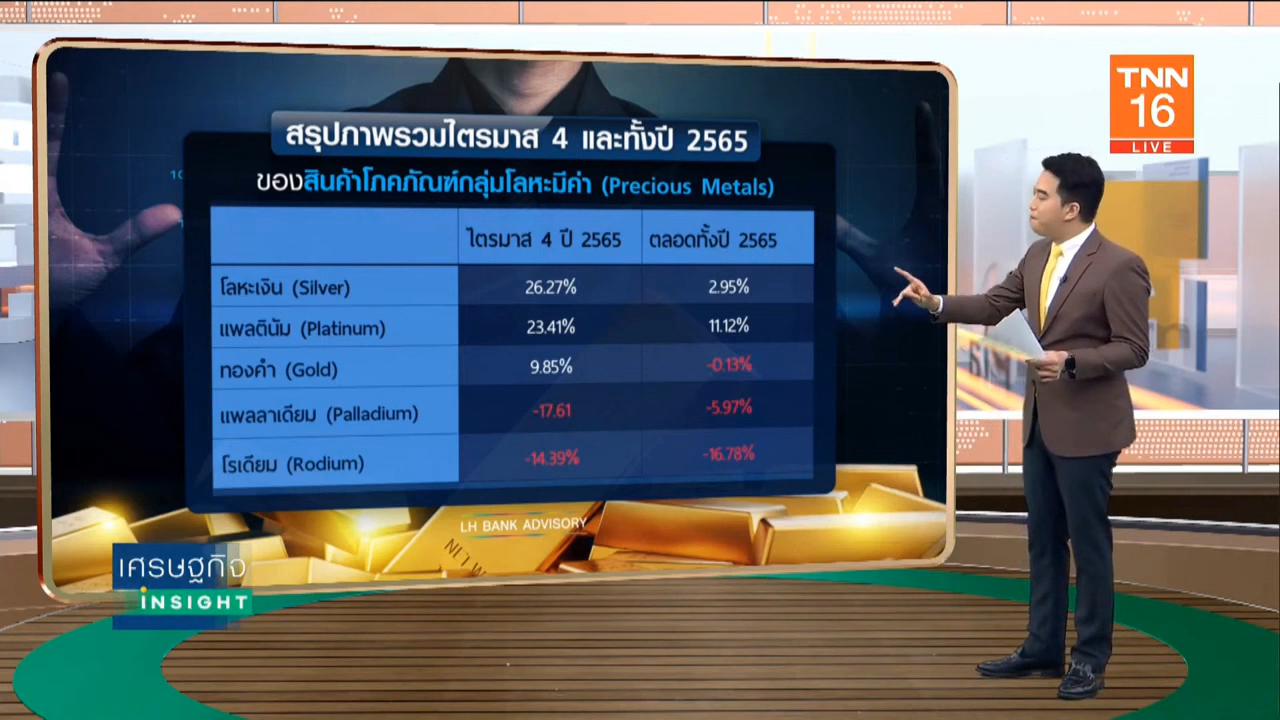 TNN
16
LIVE
สรุปภาพรวมไตรมาส 4 และทั้งปี 2565
ของสินค้าโภคภัณฑ์กลุ่มโลหะมีค่า (Precious Metals)
ไตรมาส 4 ปี 2565 ตลอดทั้งปี 2565
โลหะเงิน (Silver) 26.27% 2.95%
แพลตินัม (Platinum) 23.41% 11.12%
ทองคำ (Gold) 9.85% -0.13%
แพลลาเดียม (Palladium) -17.61 -5.97%
โรเดียม (Rodium) -14.39% -16.78%
LH BANK ADVISORY
เศรษฐกิจ
INSIGHT